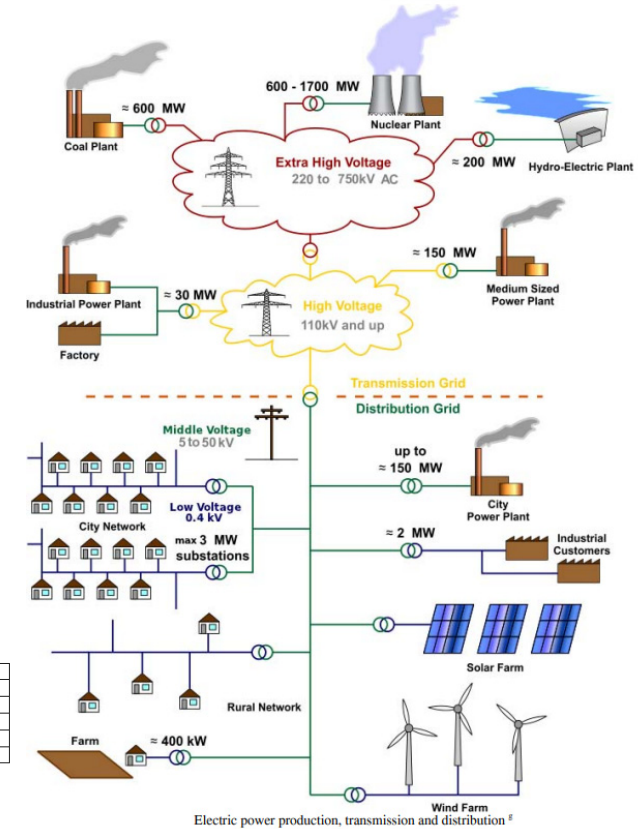 600 - 1700 MW
≈ 600 MW
Nuclear Plant
Coal Plant
Extra High Voltage
220 to 750kV AC
≈ 200 MW
Hydro-Electric Plant
≈ 150 MW
Medium Sized
Power Plant
Industrial Power Plant
≈ 30 MW
High Voltage
110kV and up
Factory
Transmission Grid
Distribution Grid
Middle Voltage
5 to 50 kV
up to
≈ 150 MW
City
Power Plant
Low Voltage
0.4 kV
City Network
max 3 MW
substations
≈ 2 MW
Industrial
Customers
Solar Farm
Rural Network
Farm
≈ 400 kW
Wind Farm
Electric power production, transmission and distribution g